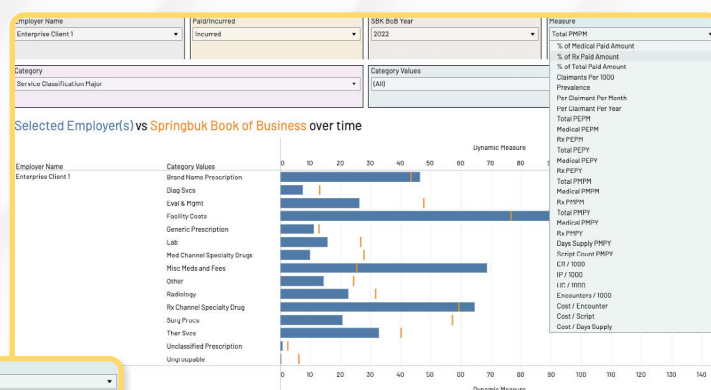 Employer Name
Paid/Incurred
SBK BoB Year
Measure
Enterprise Client 1
Incurred
2022
Total PMPM
% of Medical Paid Amount
% of Rx Paid Amount
% of Total Paid Amount
Claimants Per 1000
Prevalence
Per Claimant Per Month
Per Claimant Per Year
Total PEPM
Medical PEPM
Rx PEPM
Total PEPY
Medical PEPY
Rx PEPY
Total PMPM
Medical PMPM
Rx PMPM
Total PMPY
Medical PMPY
Rx PMPY
Days Supply PMPY
Script Count PMPY
ER / 1000
IP / 1000
UC / 1000
Encounters / 1000
Cost / Encounter
Cost / Script
Cost / Days Supply
Category
Category Values
Service Classification Major
(All)
Selected Employer(s) vs Springbuk Book of Business over time
Dynamic Measure
Employer Name
Category Values
0 10 20 30 40 50 60 70 80
Enterprise Client 1
Brand Name Prescription
Diag Svcs
Eval & Mgmt
Facility Costs
Generic Prescription
Lab
Med Channel Specialty Drugs
Misc Meds and Fees
Other
Radiology
Rx Channel Specialty Drug
Surg Procs
Ther Svcs
Unclassified Prescription
Ungroupable
0 10 20 30 40 50 60 70 80 90 100 110 120 130 140
Dynamic Measure